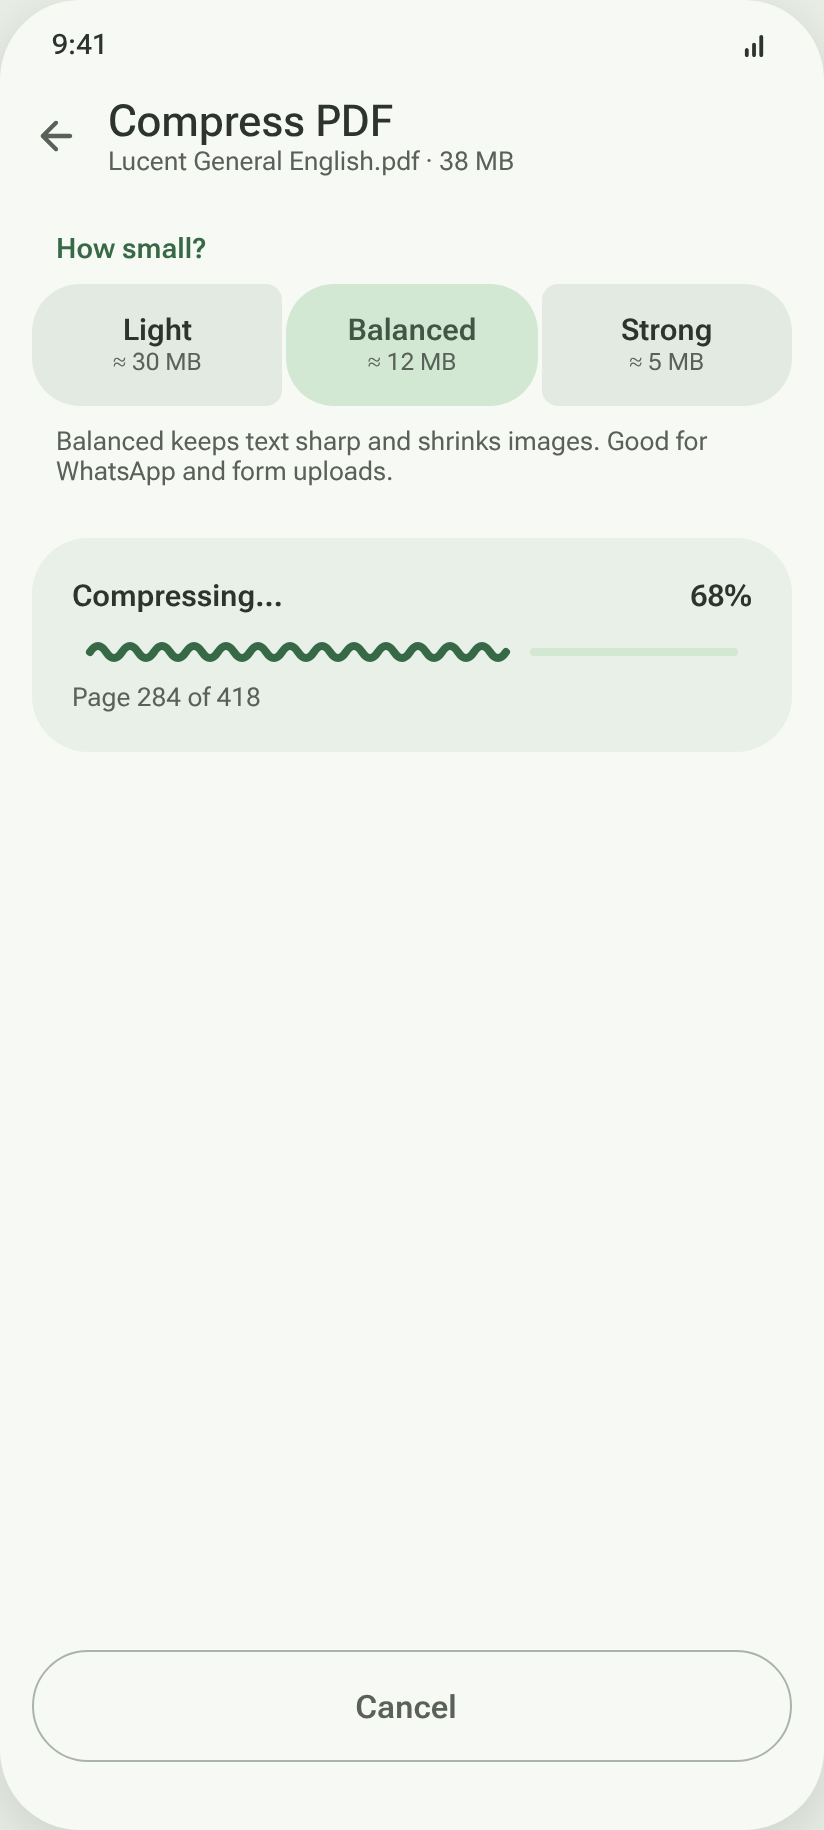 9:41
Compress PDF
Lucent General English.pdf · 38 MB
How small?
Light
≈ 30 MB
Balanced
≈ 12 MB
Strong
≈ 5 MB
Balanced keeps text sharp and shrinks images. Good for
WhatsApp and form uploads.
Compressing...
68%
Page 284 of 418
Cancel